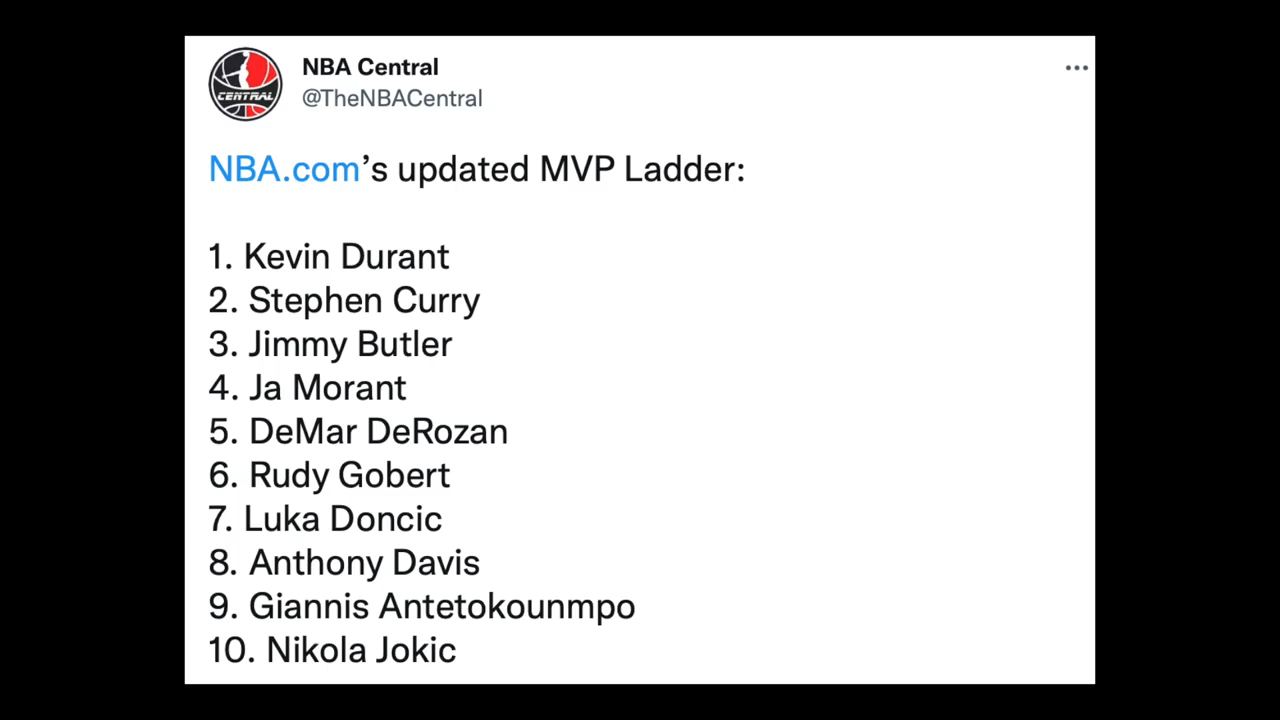 NBA Central
@TheNBACentral
CENTRAL
NBA.com’s updated MVP Ladder:
1. Kevin Durant
2. Stephen Curry
3. Jimmy Butler
4. Ja Morant
5. DeMar DeRozan
6. Rudy Gobert
7. Luka Doncic
8. Anthony Davis
9. Giannis Antetokounmpo
10. Nikola Jokic